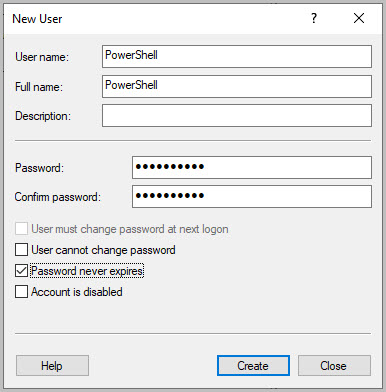 New User
User name: PowerShell
Full name: PowerShell
Description:
Password: ●●●●●●●●●●
Confirm password: ●●●●●●●●●●
User must change password at next logon
User cannot change password
Password never expires
Account is disabled
Help Create Close